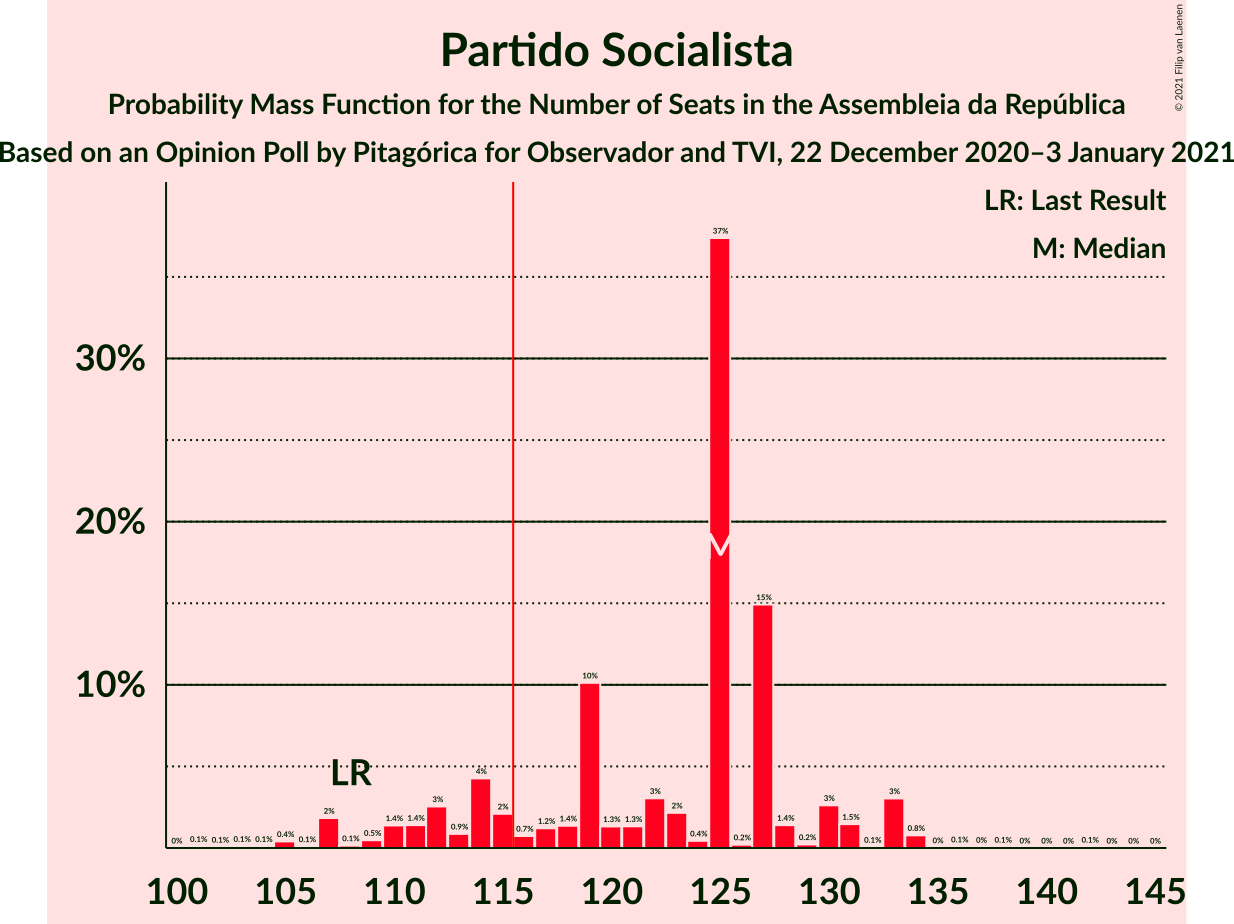 Partido Socialista
Probability Mass Function for the Number of Seats in the Assembleia da República
Based on an Opinion Poll by Pitagórica for Observador and TVI, 22 December 2020–3 January 2021
© 2021 Filip van Laenen
LR: Last Result
M: Median
37%
30%
20%
M
15%
10%
10%
LR
0% 0.1% 0.1% 0.1% 0.1% 0.4% 0.1% 2% 0.1% 0.5% 1.4% 1.4% 3% 0.9% 4% 2% 0.7% 1.2% 1.4% 1.3% 1.3% 3% 2% 0.4% 0.2% 1.4% 0.2% 3% 1.5% 0.1% 3% 0.8% 0% 0.1% 0% 0.1% 0% 0% 0% 0.1% 0% 0% 0%
100 105 110 115 120 125 130 135 140 145